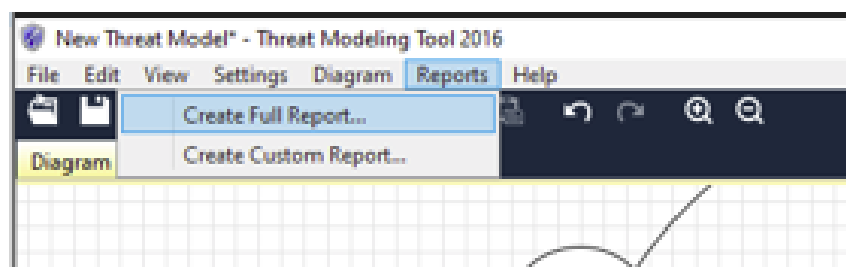 New Threat Model* - Threat Modeling Tool 2016
File Edit View Settings Diagram Reports Help
Create Full Report...
Create Custom Report...
Diagram